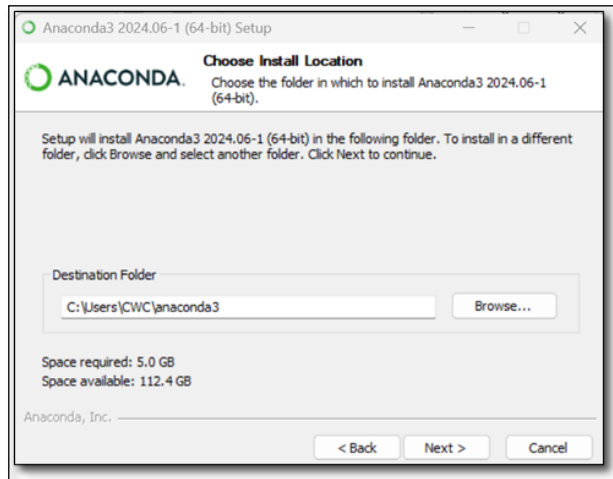 Anaconda3 2024.06-1 (64-bit) Setup
ANACONDA.
Choose Install Location
Choose the folder in which to install Anaconda3 2024.06-1
(64-bit).
Setup will install Anaconda3 2024.06-1 (64-bit) in the following folder. To install in a different
folder, click Browse and select another folder. Click Next to continue.
Destination Folder
C:\Users\CWC\anaconda3
Browse...
Space required: 5.0 GB
Space available: 112.4 GB
Anaconda, Inc.
< Back
Next >
Cancel